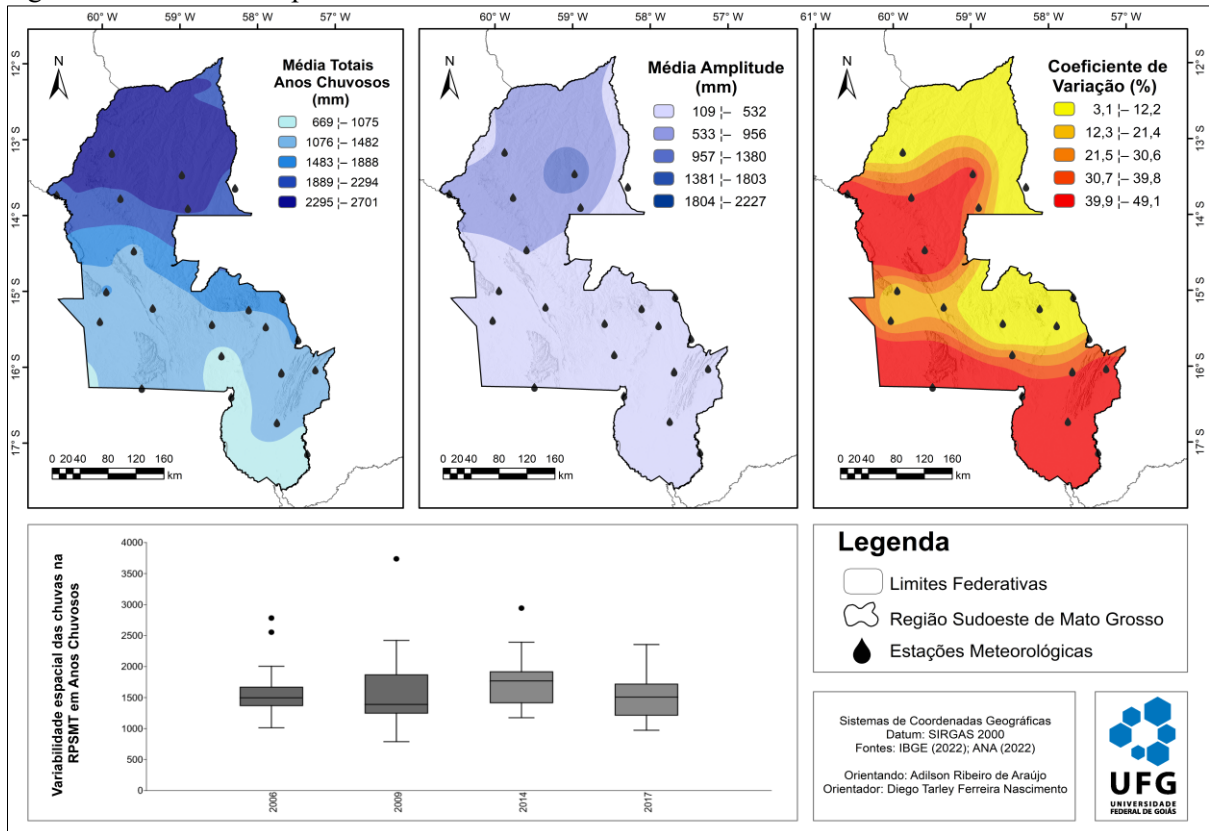 60° W 59° W 58° W 57° W
60° W 59° W 58° W 57° W
61° W 60° W 59° W 58° W 57° W
12° S
13° S
14° S
15° S
16° S
17° S
N
Média Totais
Anos Chuvosos
(mm)
669 ¦– 1075
1076 ¦– 1482
1483 ¦– 1888
1889 ¦– 2294
2295 ¦– 2701
0 20 40 80 120 160
km
N
Média Amplitude
(mm)
109 ¦– 532
533 ¦– 956
957 ¦– 1380
1381 ¦– 1803
1804 ¦– 2227
0 20 40 80 120 160
km
N
Coeficiente de
Variação (%)
3,1 ¦– 12,2
12,3 ¦– 21,4
21,5 ¦– 30,6
30,7 ¦– 39,8
39,9 ¦– 49,1
0 20 40 80 120 160
km
12° S
13° S
14° S
15° S
16° S
17° S
Variabilidade espacial das chuvas na
RPSMT em Anos Chuvosos
4000
3500
3000
2500
2000
1500
1000
500
0
2006
2009
2014
2017
Legenda
Limites Federativas
Região Sudoeste de Mato Grosso
Estações Meteorológicas
Sistemas de Coordenadas Geográficas
Datum: SIRGAS 2000
Fontes: IBGE (2022); ANA (2022)
Orientando: Adilson Ribeiro de Araújo
Orientador: Diego Tarley Ferreira Nascimento
UFG
UNIVERSIDADE
FEDERAL DE GOIÁS